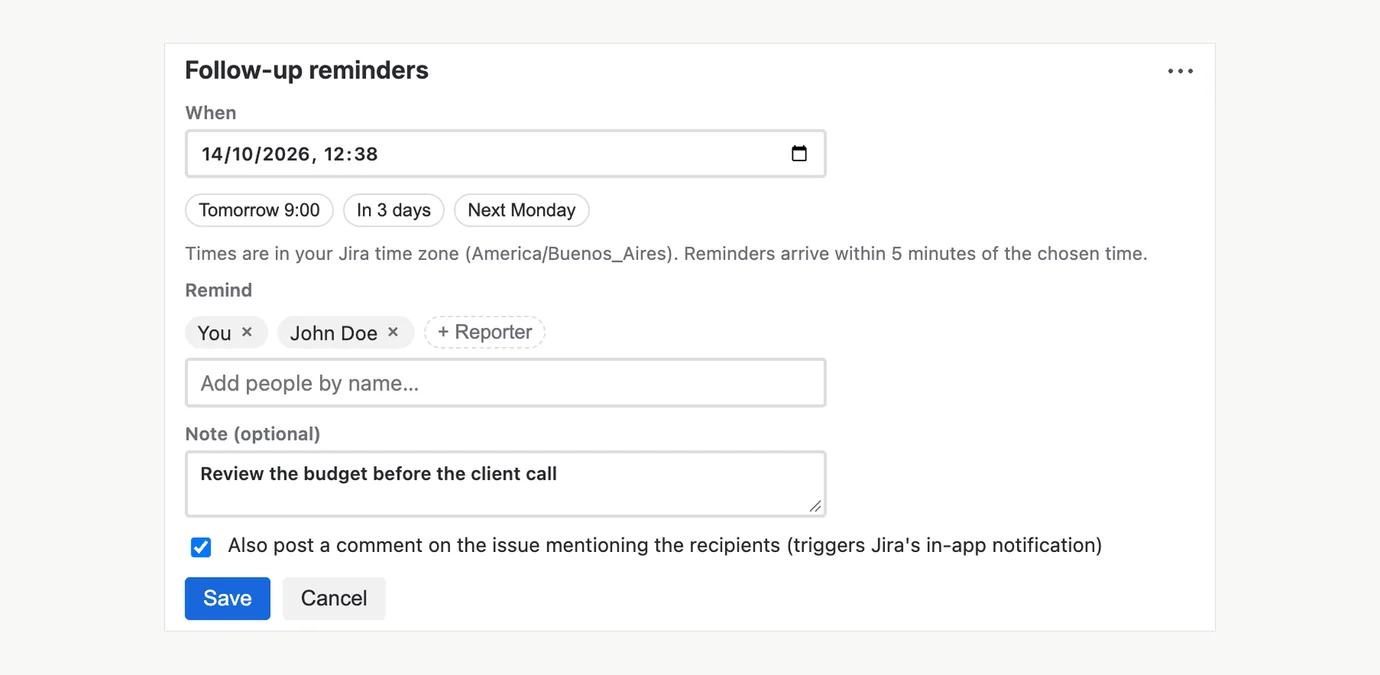 Follow-up reminders
When
14/10/2026, 12:38
Tomorrow 9:00 In 3 days Next Monday
Times are in your Jira time zone (America/Buenos_Aires). Reminders arrive within 5 minutes of the chosen time.
Remind
You × John Doe × + Reporter
Add people by name...
Note (optional)
Review the budget before the client call
Also post a comment on the issue mentioning the recipients (triggers Jira's in-app notification)
Save Cancel